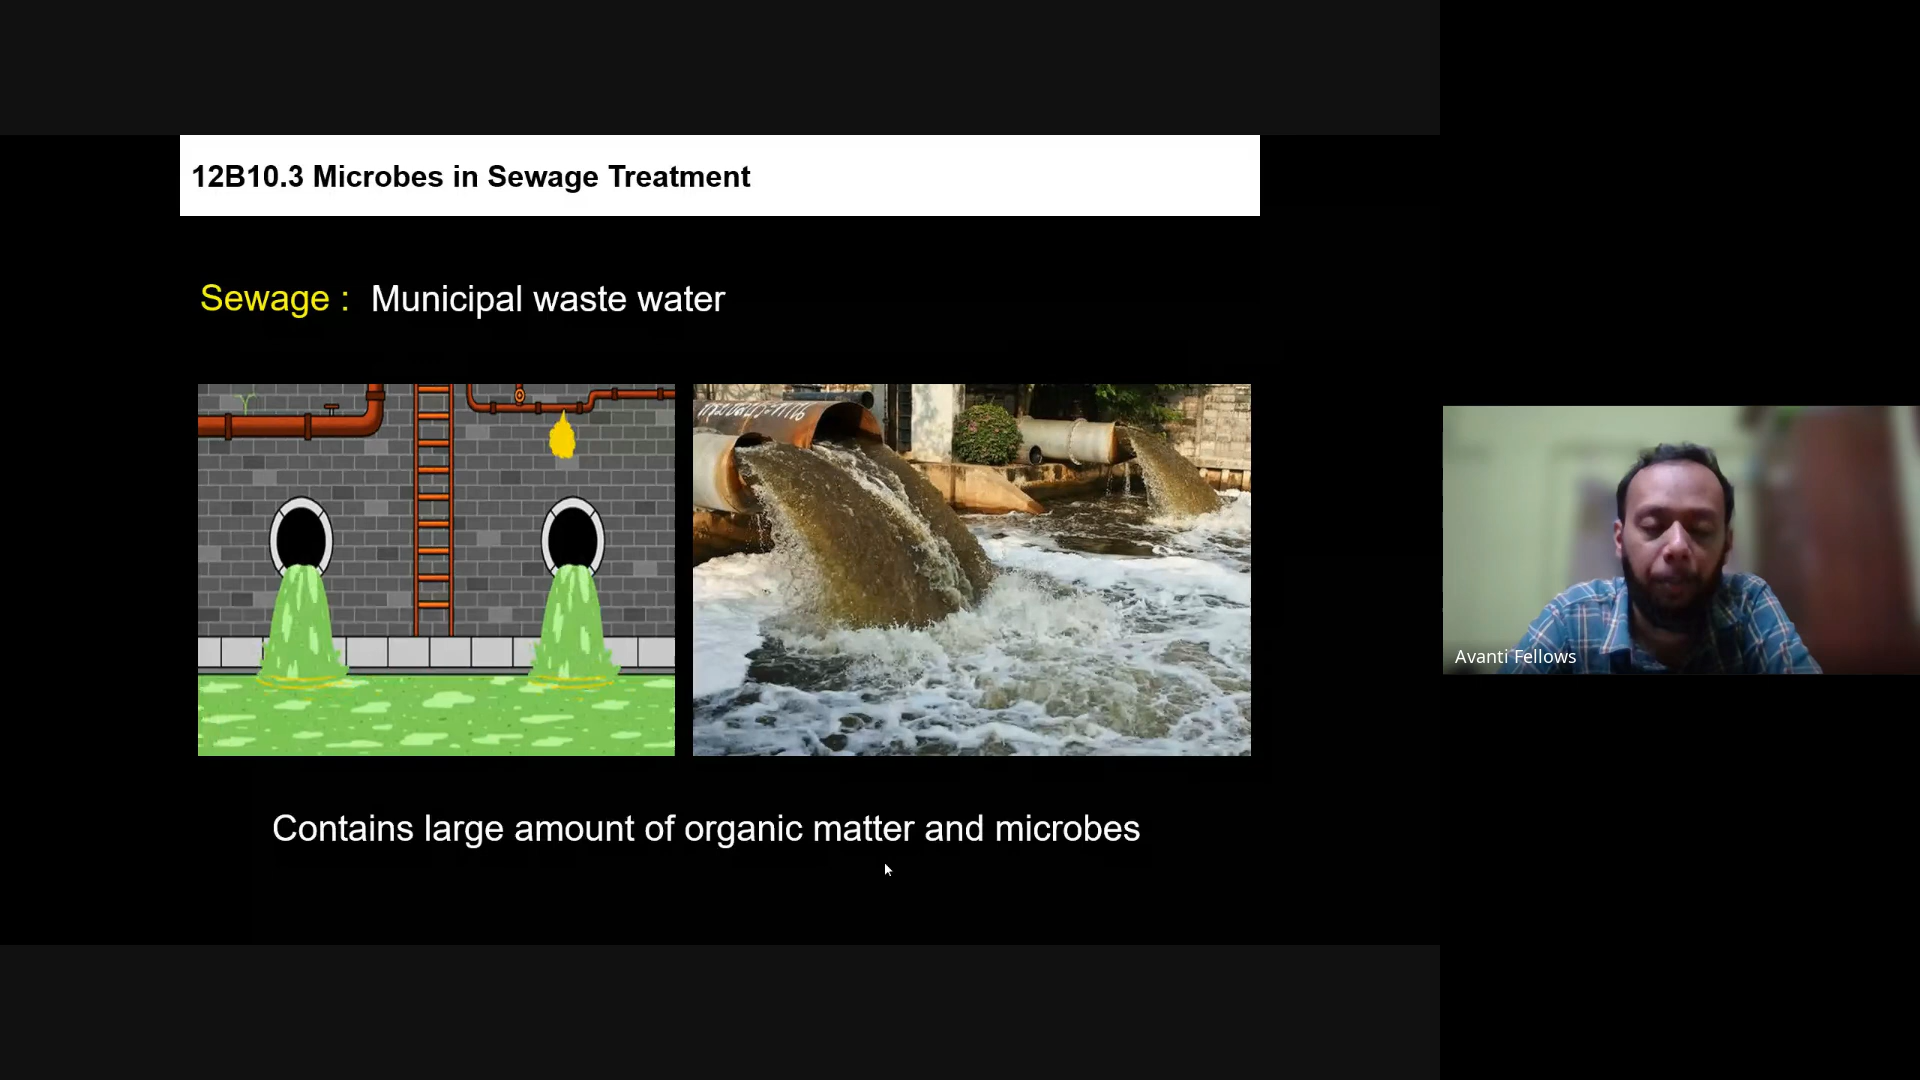 12B10.3 Microbes in Sewage Treatment
Sewage : Municipal waste water
Contains large amount of organic matter and microbes
Avanti Fellows